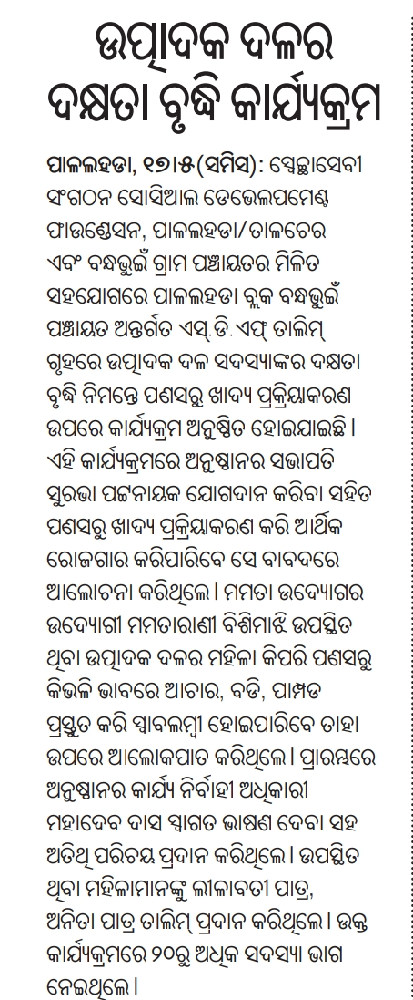 ଉତ୍ପାଦକ ଦଳର
ଦକ୍ଷତା ବୃଦ୍ଧି କାର୍ଯ୍ୟକ୍ରମ
ପାଳଲହଡା, ୧୭।୫(ସମିସ): ସ୍ୱେଚ୍ଛାସେବୀ
ସଂଗଠନ ସୋସିଆଲ ଡେଭେଲପମେଣ୍ଟ
ଫାଉଣ୍ଡେସନ, ପାଳଲହଡା/ତାଳଚେର
ଏବଂ ବନ୍ଧଭୁଇଁ ଗ୍ରାମ ପଞ୍ଚାୟତର ମିଳିତ
ସହଯୋଗରେ ପାଳଲହଡା ବ୍ଲକ ବନ୍ଧଭୁଇଁ
ପଞ୍ଚାୟତ ଅନ୍ତର୍ଗତ ଏସ୍.ଡି.ଏଫ୍ ତାଲିମ୍
ଗୃହରେ ଉତ୍ପାଦକ ଦଳ ସଦସ୍ୟାଙ୍କର ଦକ୍ଷତା
ବୃଦ୍ଧି ନିମନ୍ତେ ପଣସରୁ ଖାଦ୍ୟ ପ୍ରକ୍ରିୟାକରଣ
ଉପରେ କାର୍ଯ୍ୟକ୍ରମ ଅନୁଷ୍ଠିତ ହୋଇଯାଇଛି ।
ଏହି କାର୍ଯ୍ୟକ୍ରମରେ ଅନୁଷ୍ଠାନର ସଭାପତି
ସୁରଭା ପଟ୍ଟନାୟକ ଯୋଗଦାନ କରିବା ସହିତ
ପଣସରୁ ଖାଦ୍ୟ ପ୍ରକ୍ରିୟାକରଣ କରି ଆର୍ଥିକ
ରୋଜଗାର କରିପାରିବେ ସେ ବାବଦରେ
ଆଲୋଚନା କରିଥିଲେ । ମମତା ଉଦ୍ୟୋଗର
ଉଦ୍ୟୋଗୀ ମମତାରାଣୀ ବିଶିମାଝି ଉପସ୍ଥିତ
ଥିବା ଉତ୍ପାଦକ ଦଳର ମହିଳା କିପରି ପଣସରୁ
କିଭଳି ଭାବରେ ଆଚାର, ବଡି, ପାମ୍ପଡ
ପ୍ରସ୍ତୁତ କରି ସ୍ୱାବଲମ୍ବୀ ହୋଇପାରିବେ ତାହା
ଉପରେ ଆଲୋକପାତ କରିଥିଲେ । ପ୍ରାରମ୍ଭରେ
ଅନୁଷ୍ଠାନର କାର୍ଯ୍ୟ ନିର୍ବାହୀ ଅଧିକାରୀ
ମହାଦେବ ଦାସ ସ୍ୱାଗତ ଭାଷଣ ଦେବା ସହ
ଅତିଥି ପରିଚୟ ପ୍ରଦାନ କରିଥିଲେ । ଉପସ୍ଥିତ
ଥିବା ମହିଳାମାନଙ୍କୁ ଲୀଳାବତୀ ପାତ୍ର,
ଅନିତା ପାତ୍ର ତାଲିମ୍ ପ୍ରଦାନ କରିଥିଲେ । ଉକ୍ତ
କାର୍ଯ୍ୟକ୍ରମରେ ୨୦ରୁ ଅଧିକ ସଦସ୍ୟା ଭାଗ
ନେଇଥିଲେ ।